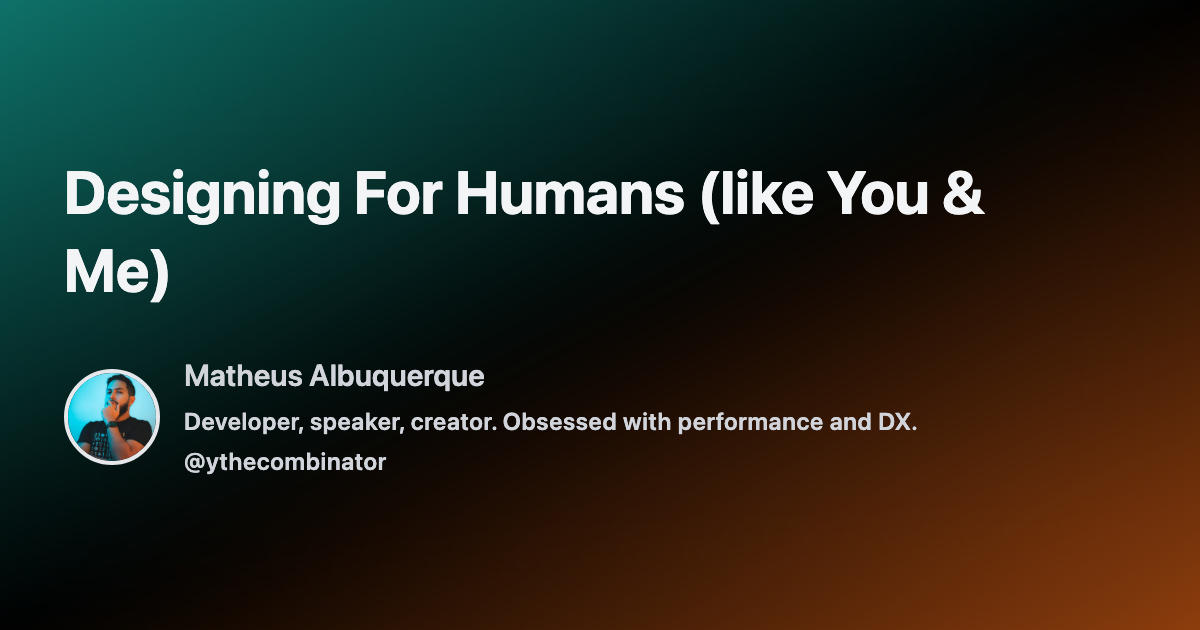 Designing For Humans (like You &
Me)
Matheus Albuquerque
Developer, speaker, creator. Obsessed with performance and DX.
@ythecombinator